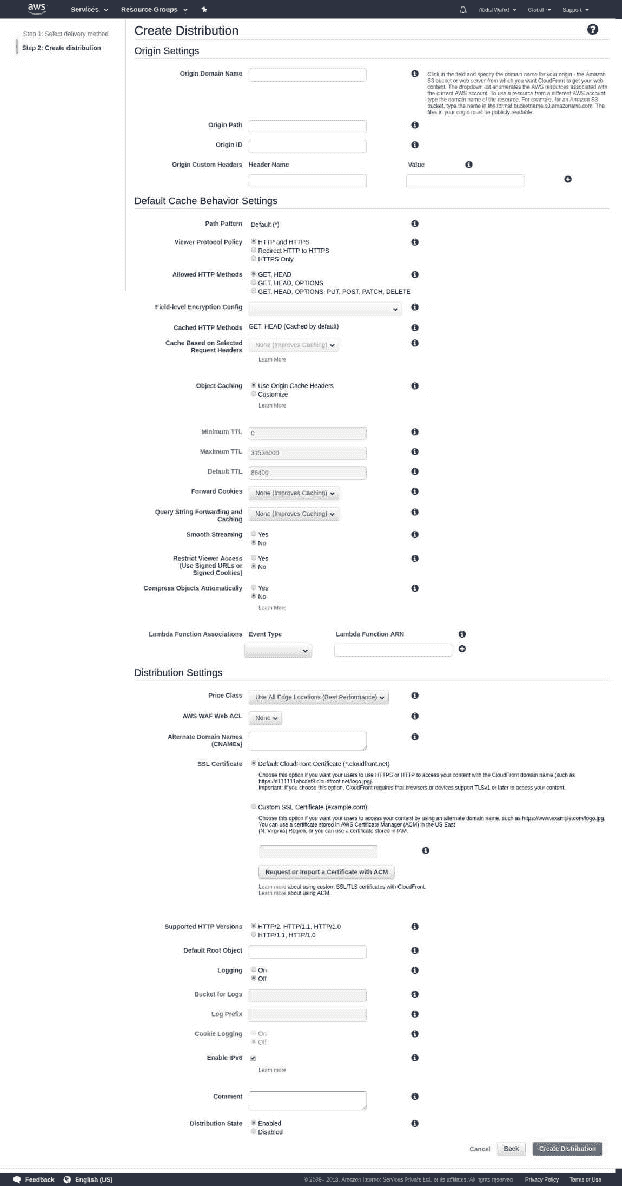 aws Services Resource Groups Global Support
Step 1: Select delivery method
Step 2: Create distribution
Create Distribution
Origin Settings
Origin Domain Name
Click in the field and specify the domain name for your origin - the Amazon
S3 bucket or web server from which you want CloudFront to get your web
content. The dropdown list enumerates the AWS resources associated with
the current AWS account. To use a resource from a different AWS account,
type the domain name of the resource. For example, for an Amazon S3
bucket, type the name in the format bucketname.s3.amazonaws.com. The
files in your origin must be publicly readable.
Origin Path
Origin ID
Origin Custom Headers Header Name Value
Default Cache Behavior Settings
Path Pattern Default (*)
Viewer Protocol Policy HTTP and HTTPS
Redirect HTTP to HTTPS
HTTPS Only
Allowed HTTP Methods GET, HEAD
GET, HEAD, OPTIONS
GET, HEAD, OPTIONS, PUT, POST, PATCH, DELETE
Field-level Encryption Config
Cached HTTP Methods GET, HEAD (Cached by default)
Cache Based on Selected
Request Headers
None (Improves Caching)
Learn More
Object Caching Use Origin Cache Headers
Customize
Learn More
Minimum TTL 0
Maximum TTL 31536000
Default TTL 86400
Forward Cookies None (Improves Caching)
Query String Forwarding and
Caching
None (Improves Caching)
Smooth Streaming Yes
No
Restrict Viewer Access
(Use Signed URLs or
Signed Cookies)
Yes
No
Compress Objects Automatically Yes
No
Learn More
Lambda Function Associations Event Type Lambda Function ARN
Distribution Settings
Price Class Use All Edge Locations (Best Performance)
AWS WAF Web ACL None
Alternate Domain Names
(CNAMEs)
SSL Certificate Default CloudFront Certificate (*.cloudfront.net)
Choose this option if you want your users to use HTTPS or HTTP to access your content with the CloudFront domain name (such as
Important: If you choose this option, CloudFront requires that browsers or devices support TLSv1 or later to access your content.
Custom SSL Certificate (example.com)
Choose this option if you want your users to access your content by using an alternate domain name, such as https://www.example.com/logo.jpg.
You can use a certificate stored in AWS Certificate Manager (ACM) in the US East
(N. Virginia) Region, or you can use a certificate stored in IAM.
Request or Import a Certificate with ACM
Learn more about using custom SSL/TLS certificates with CloudFront.
Learn more about using ACM.
Supported HTTP Versions HTTP/2, HTTP/1.1, HTTP/1.0
HTTP/1.1, HTTP/1.0
Default Root Object
Logging On
Off
Bucket for Logs
Log Prefix
Cookie Logging On
Off
Enable IPv6
Learn more
Comment
Distribution State Enabled
Disabled
Cancel Back Create Distribution
Feedback English (US) Amazon Internet Services Private Ltd. or its affiliates. All rights reserved. Privacy Policy Terms of Use